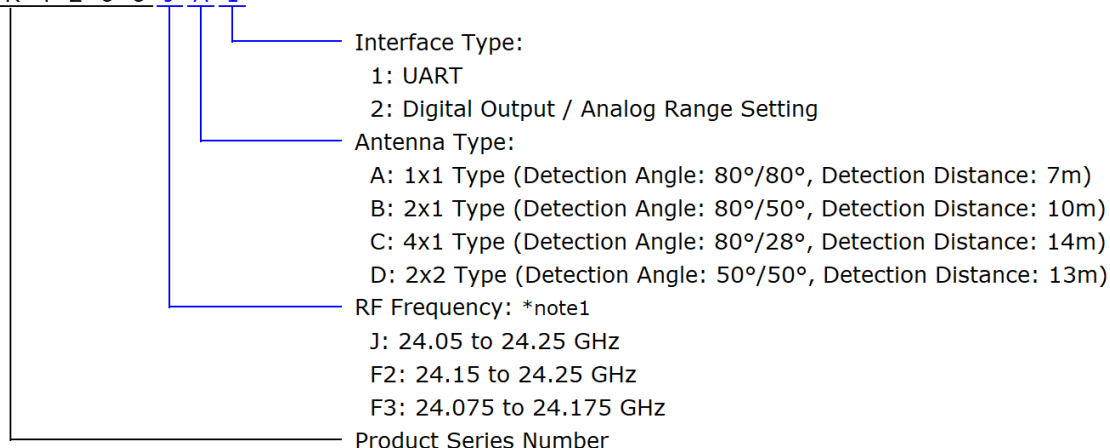 Interface Type:
1: UART
2: Digital Output / Analog Range Setting
Antenna Type:
A: 1x1 Type (Detection Angle: 80°/80°, Detection Distance: 7m)
B: 2x1 Type (Detection Angle: 80°/50°, Detection Distance: 10m)
C: 4x1 Type (Detection Angle: 80°/28°, Detection Distance: 14m)
D: 2x2 Type (Detection Angle: 50°/50°, Detection Distance: 13m)
RF Frequency: *note1
J: 24.05 to 24.25 GHz
F2: 24.15 to 24.25 GHz
F3: 24.075 to 24.175 GHz
Product Series Number